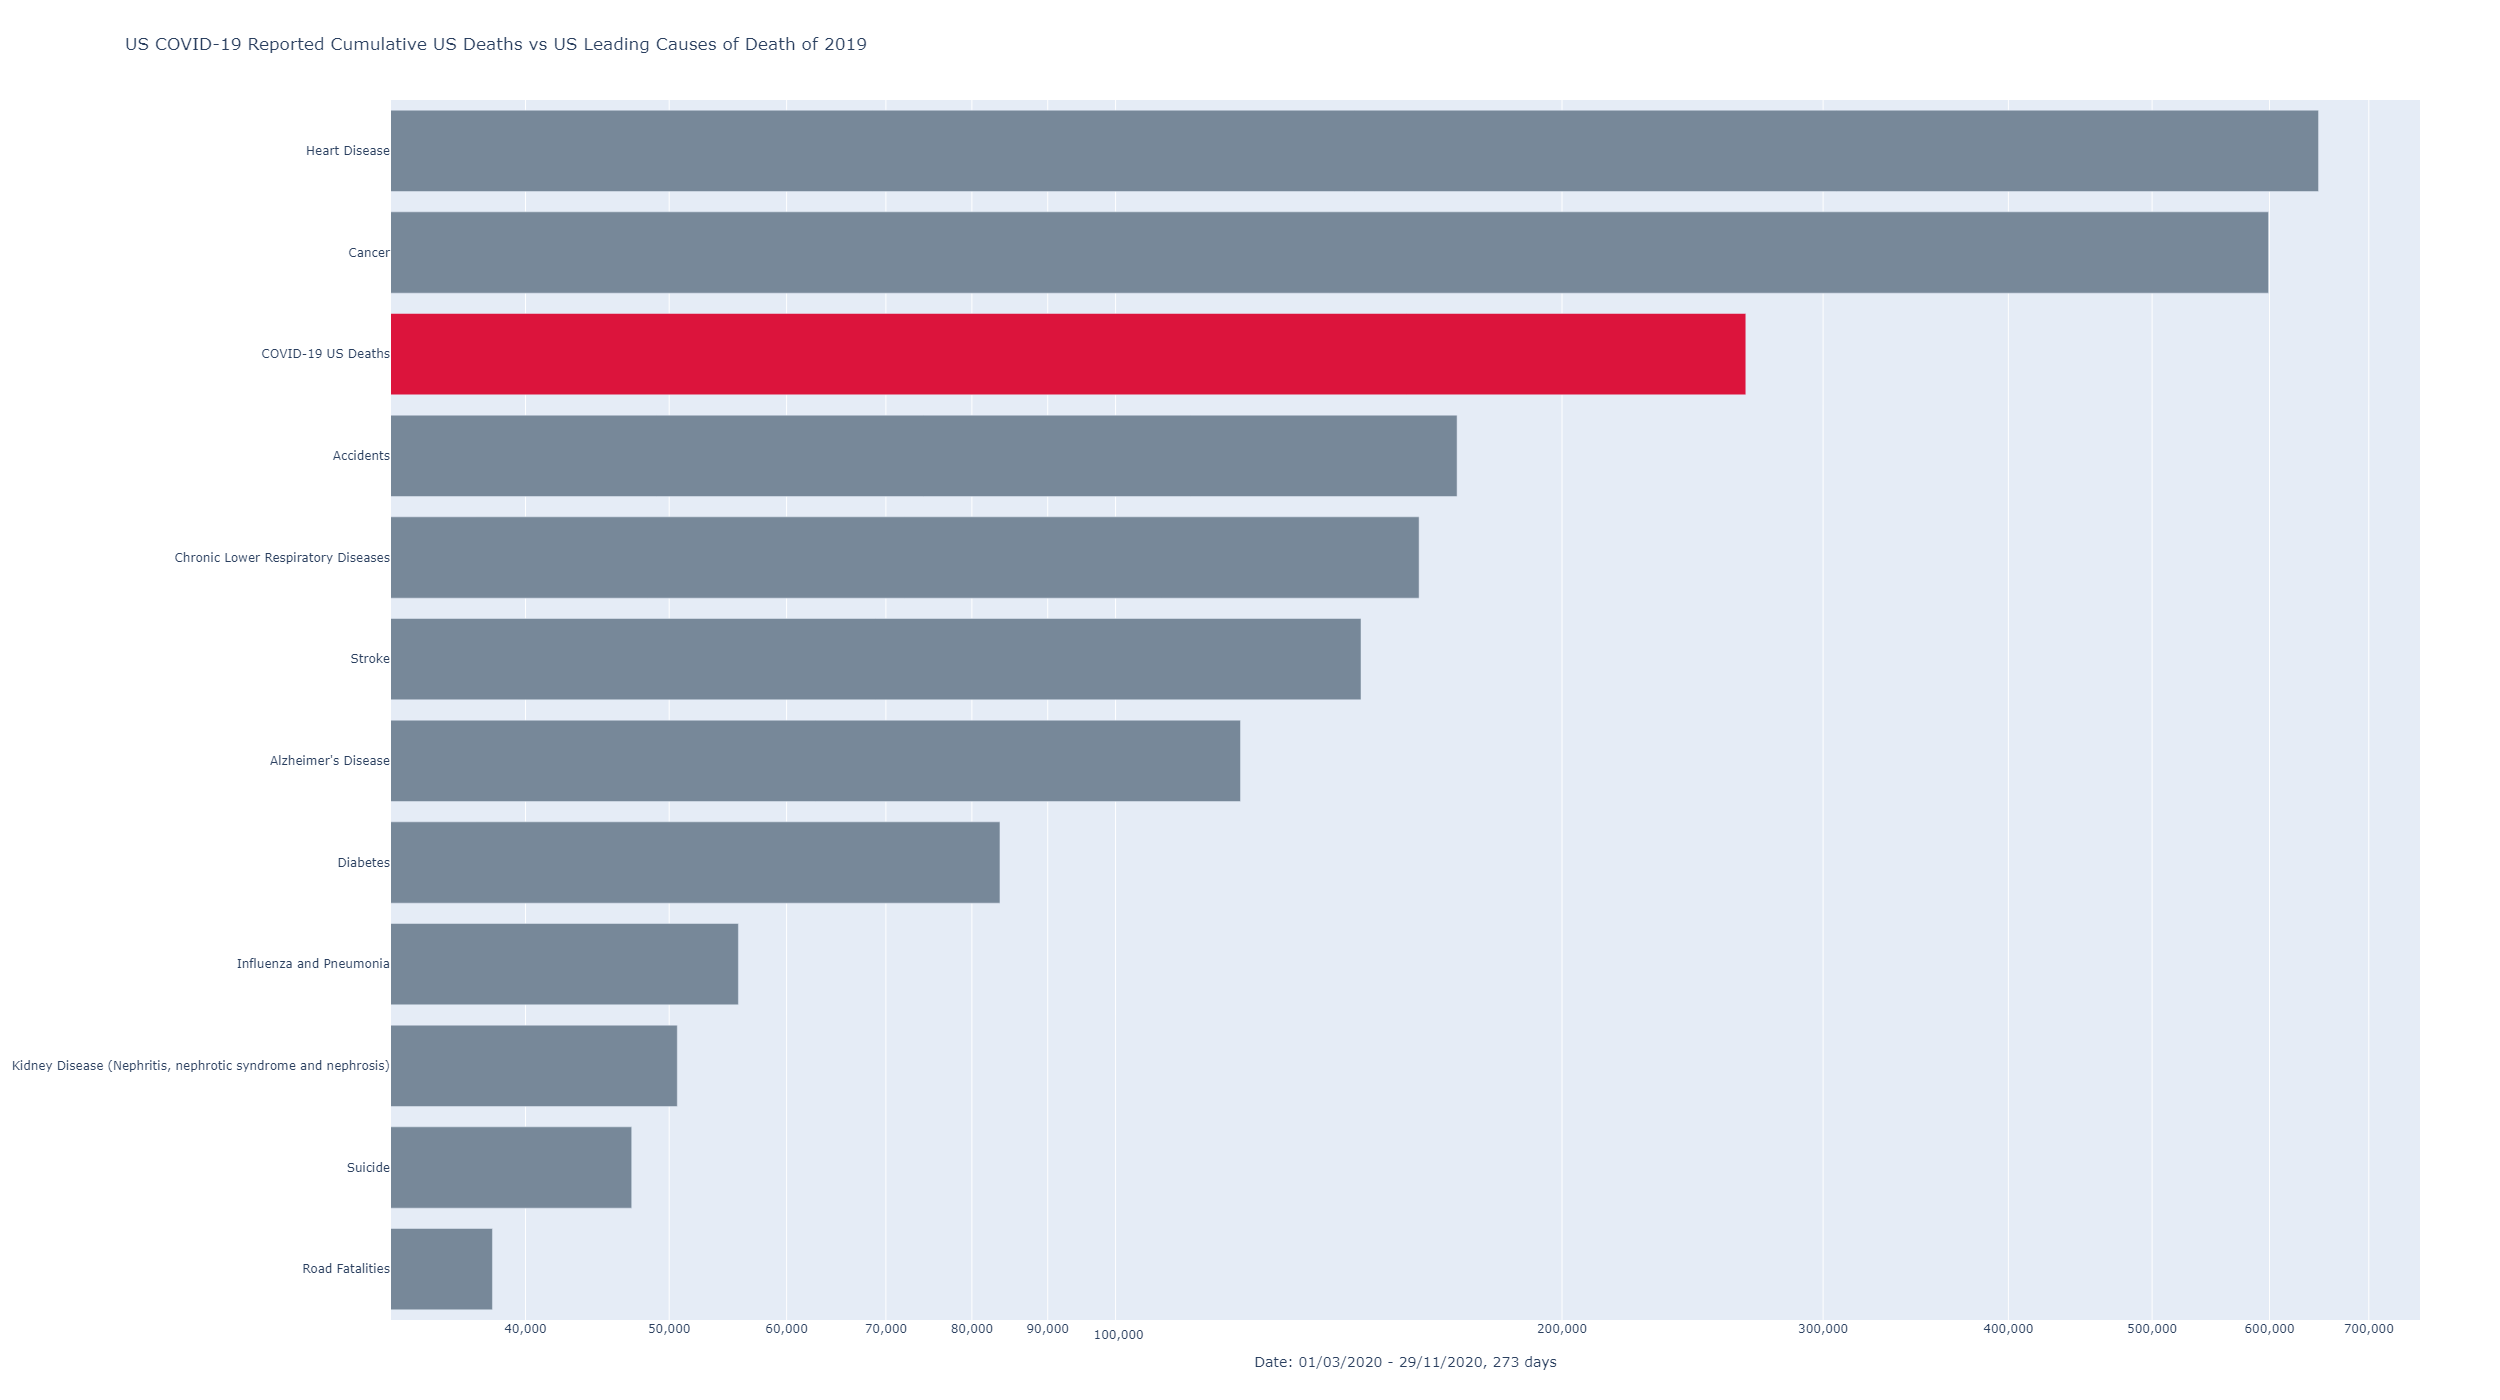 US COVID-19 Reported Cumulative US Deaths vs US Leading Causes of Death of 2019
Heart Disease
Cancer
COVID-19 US Deaths
Accidents
Chronic Lower Respiratory Diseases
Stroke
Alzheimer's Disease
Diabetes
Influenza and Pneumonia
Kidney Disease (Nephritis, nephrotic syndrome and nephrosis)
Suicide
Road Fatalities
40,000 50,000 60,000 70,000 80,000 90,000 100,000 200,000 300,000 400,000 500,000 600,000 700,000
Date: 01/03/2020 - 29/11/2020, 273 days